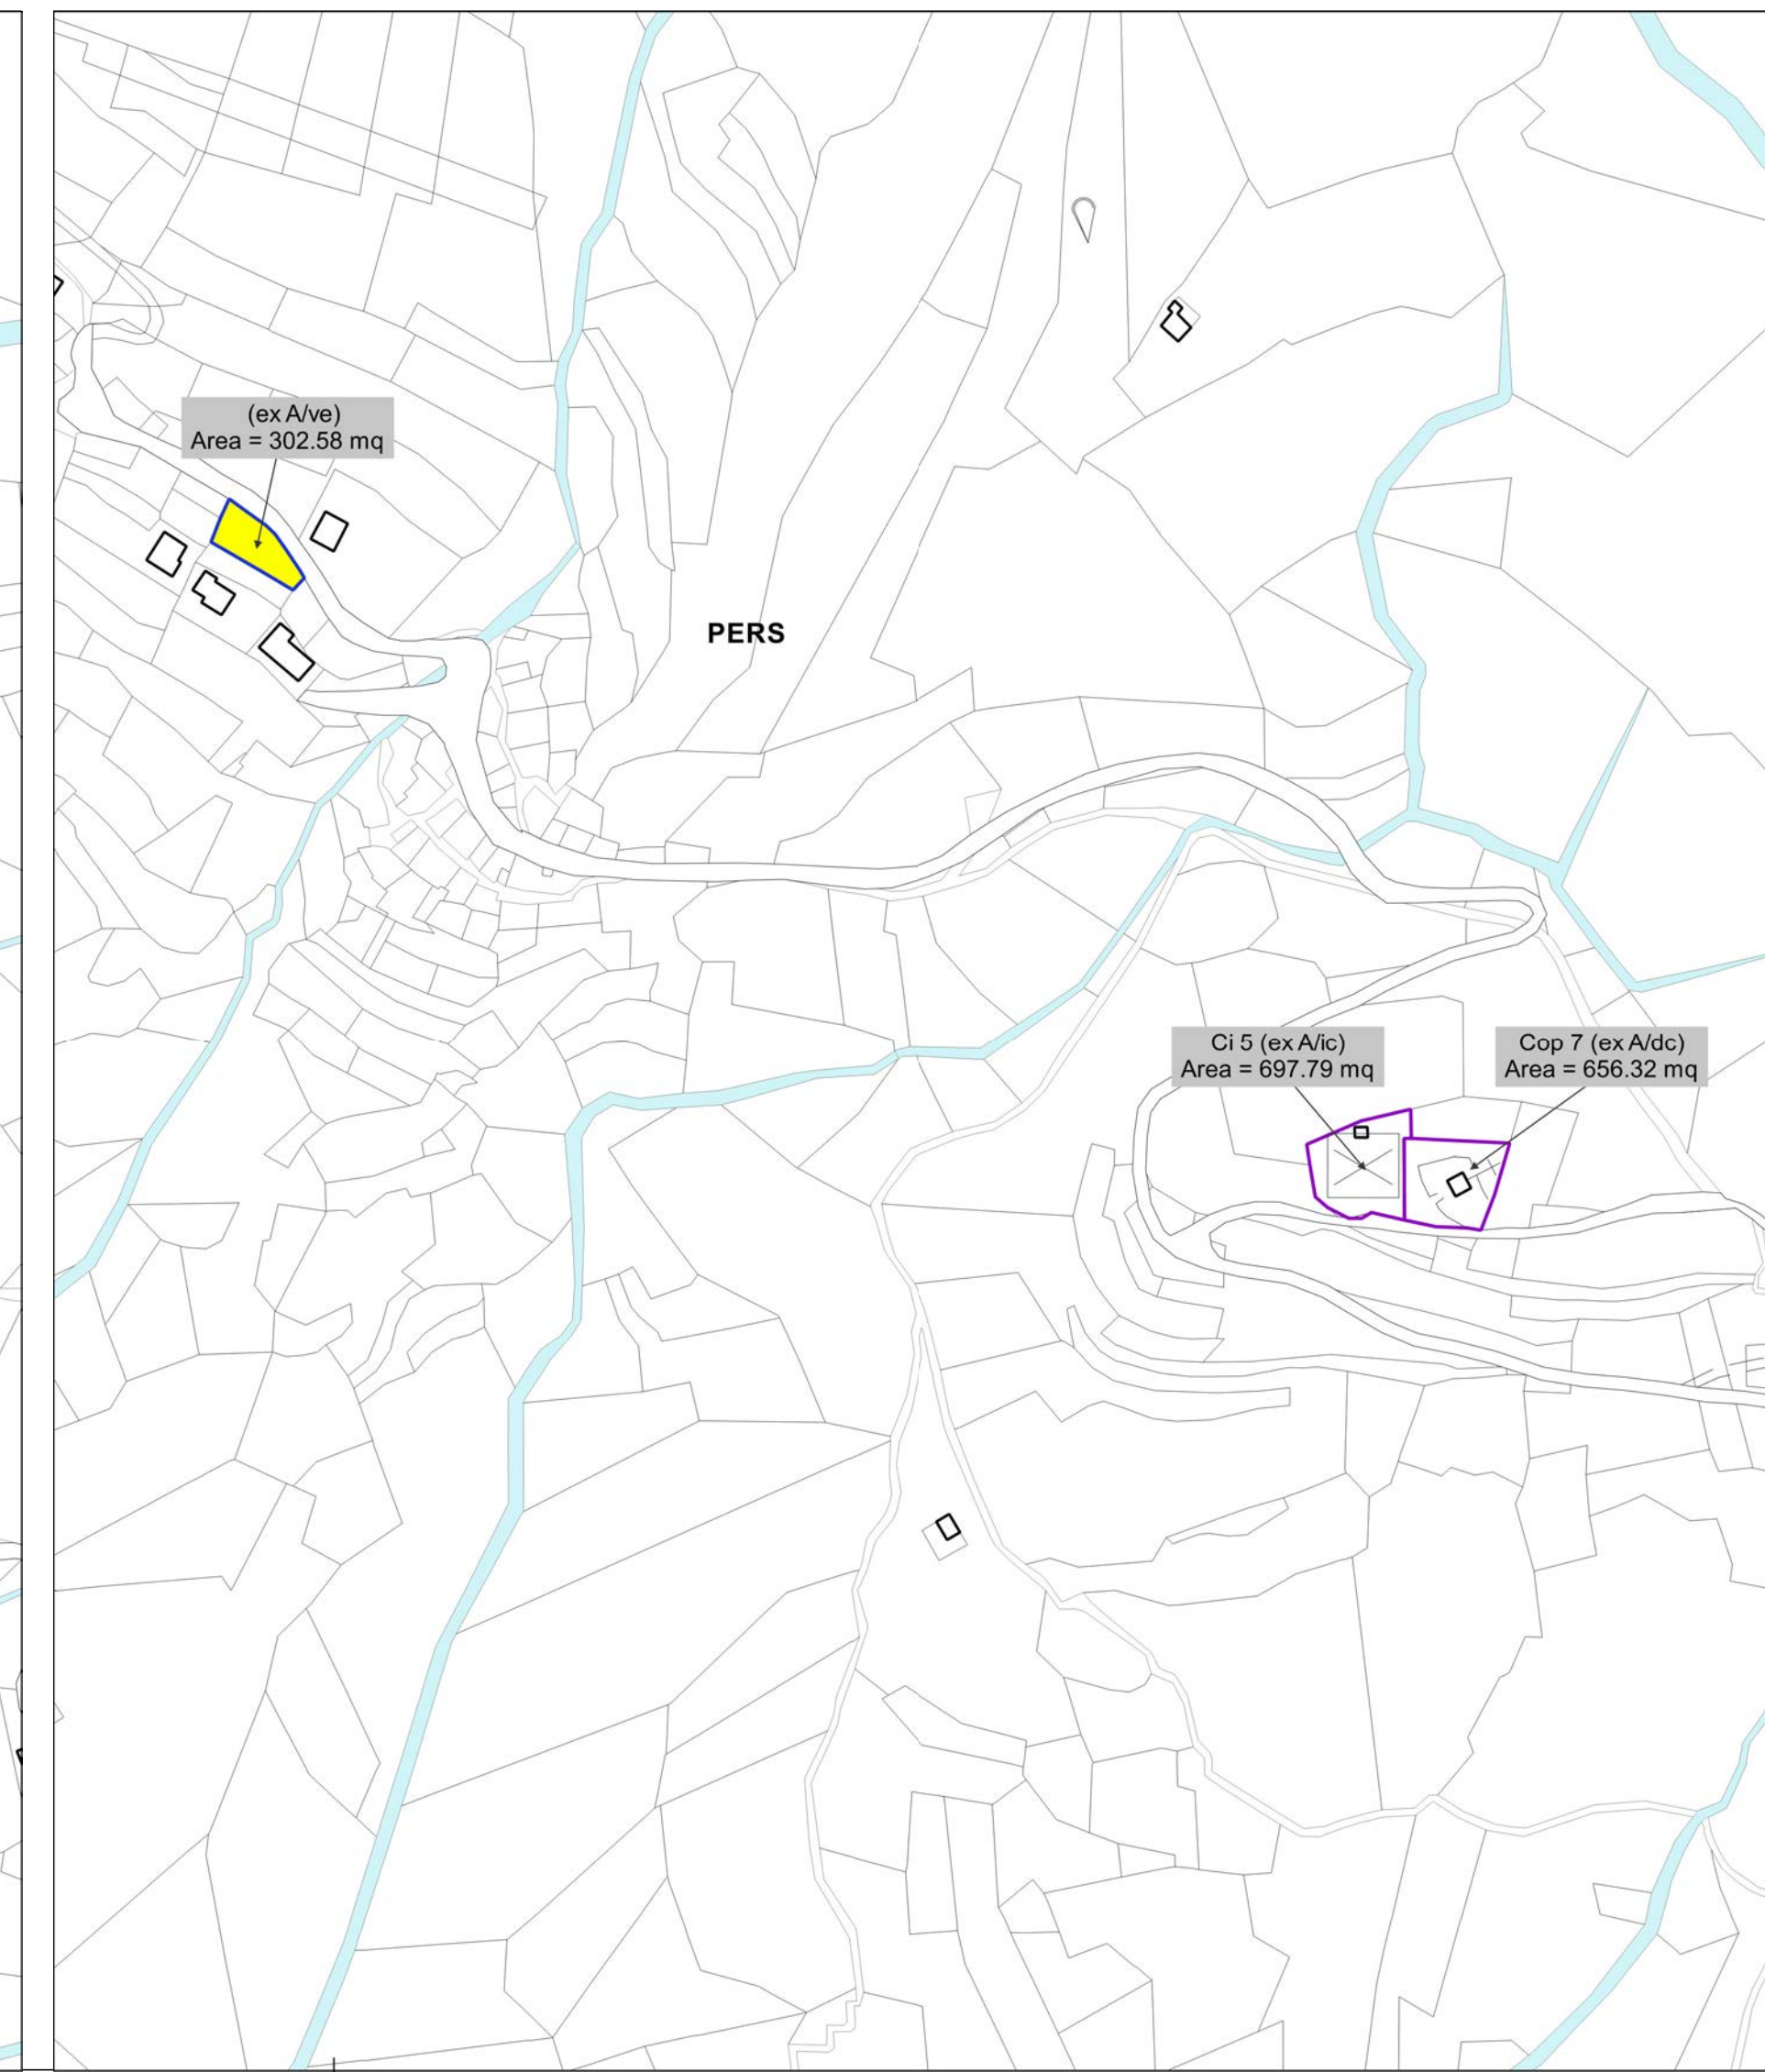 (ex A/ve)
Area = 302.58 mq
PERS
Ci 5 (ex A/ic)
Area = 697.79 mq
Cop 7 (ex A/dc)
Area = 656.32 mq